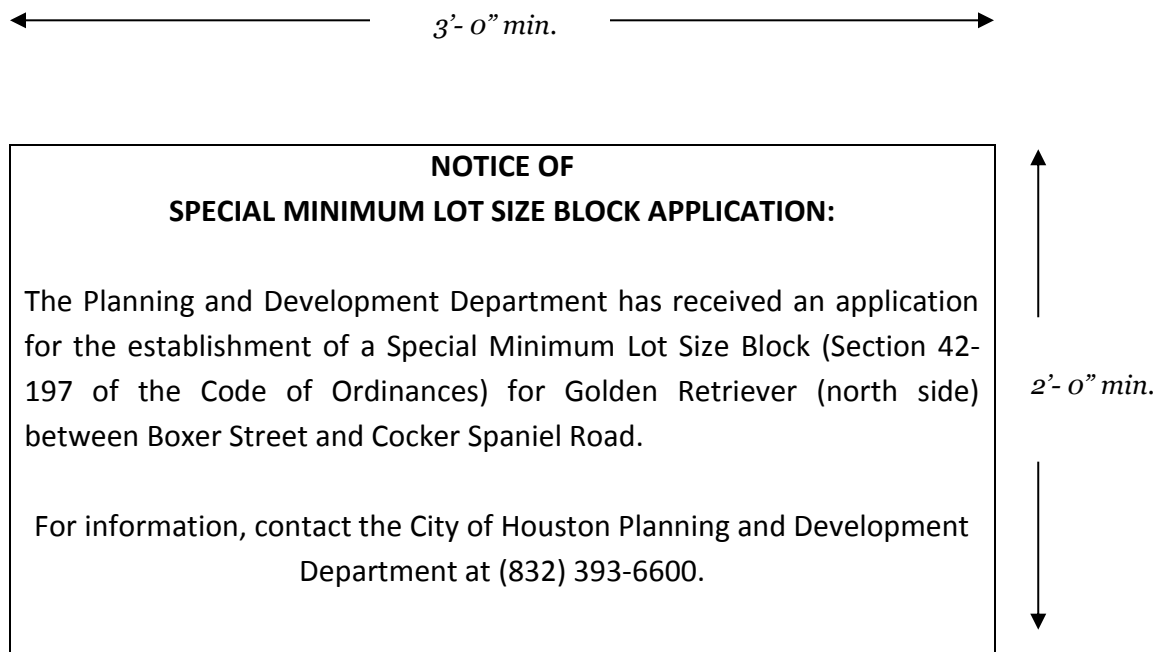 3'- 0" min.
NOTICE OF
SPECIAL MINIMUM LOT SIZE BLOCK APPLICATION:
The Planning and Development Department has received an application
for the establishment of a Special Minimum Lot Size Block (Section 42-
197 of the Code of Ordinances) for Golden Retriever (north side)
between Boxer Street and Cocker Spaniel Road.
2'- 0" min.
For information, contact the City of Houston Planning and Development
Department at (832) 393-6600.